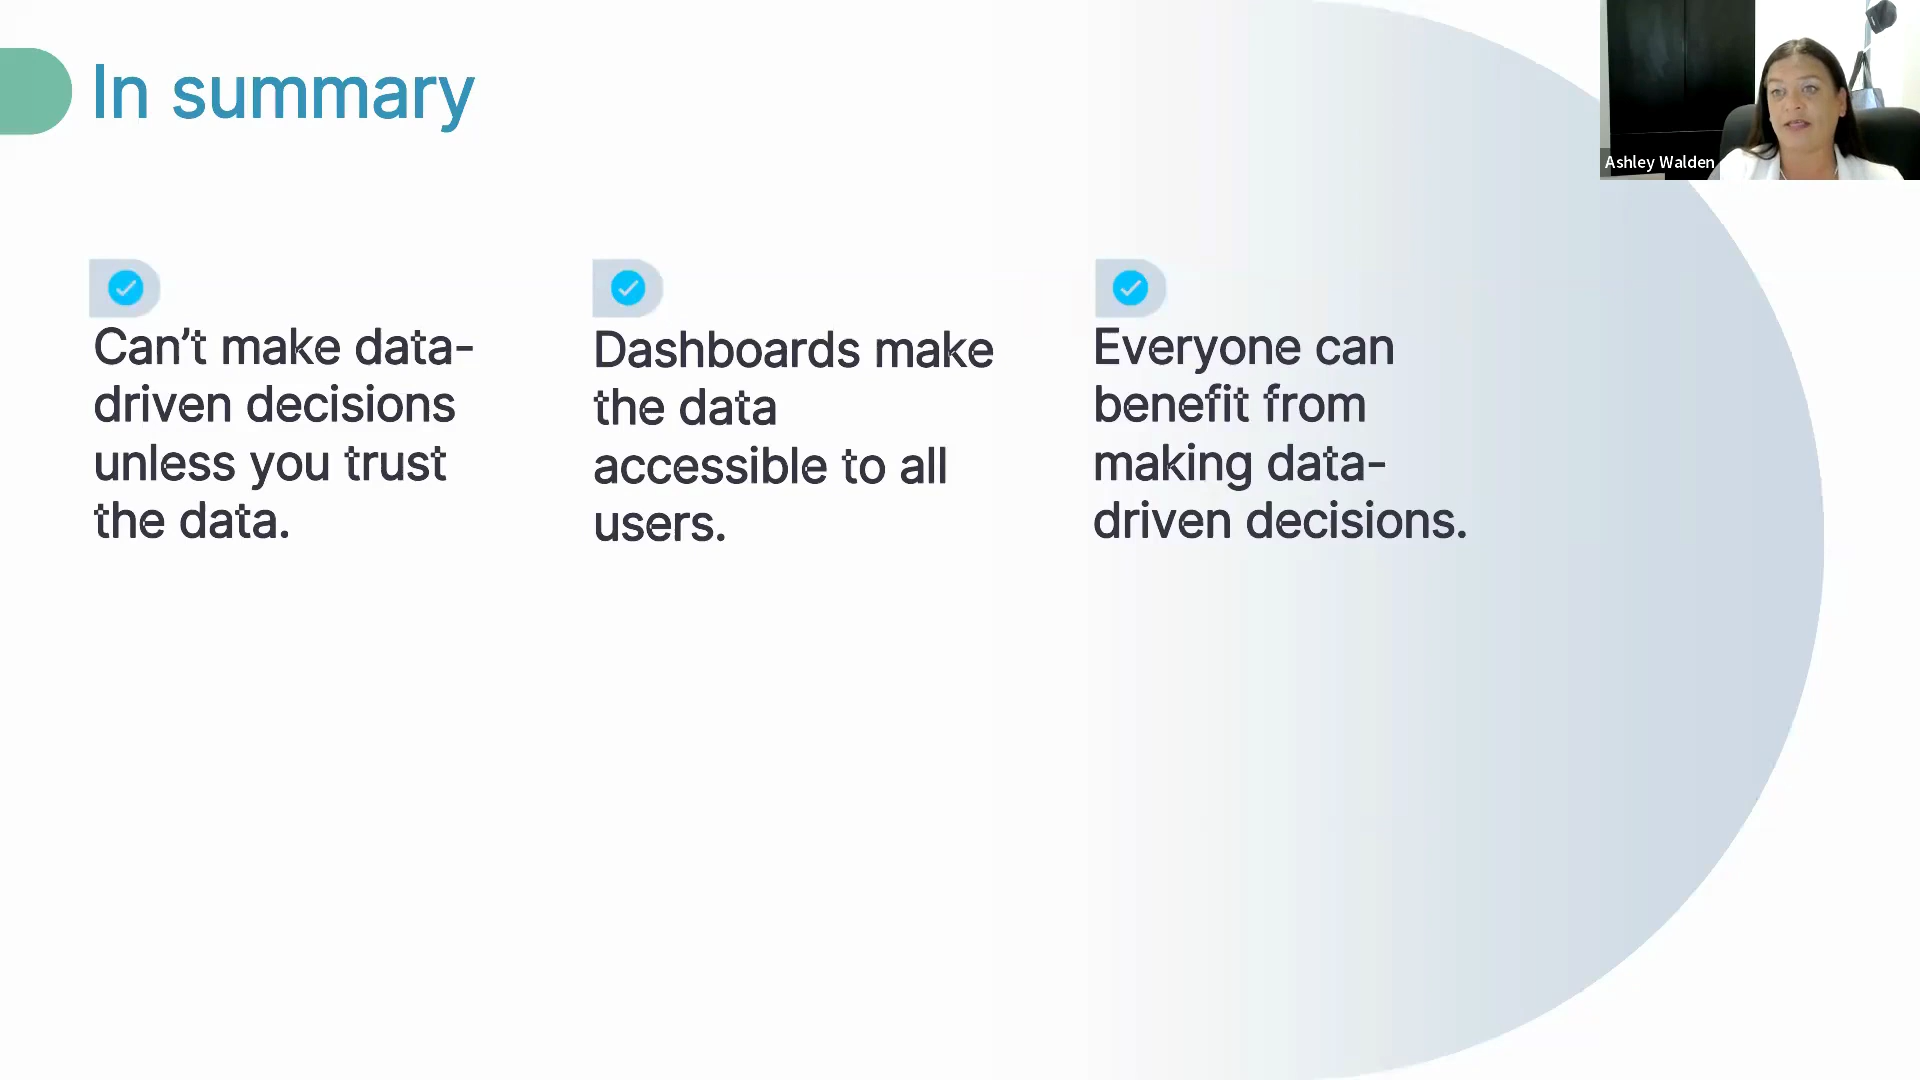 In summary
Ashley Walden
Can’t make data-
driven decisions
unless you trust
the data.
Dashboards make
the data
accessible to all
users.
Everyone can
benefit from
making data-
driven decisions.